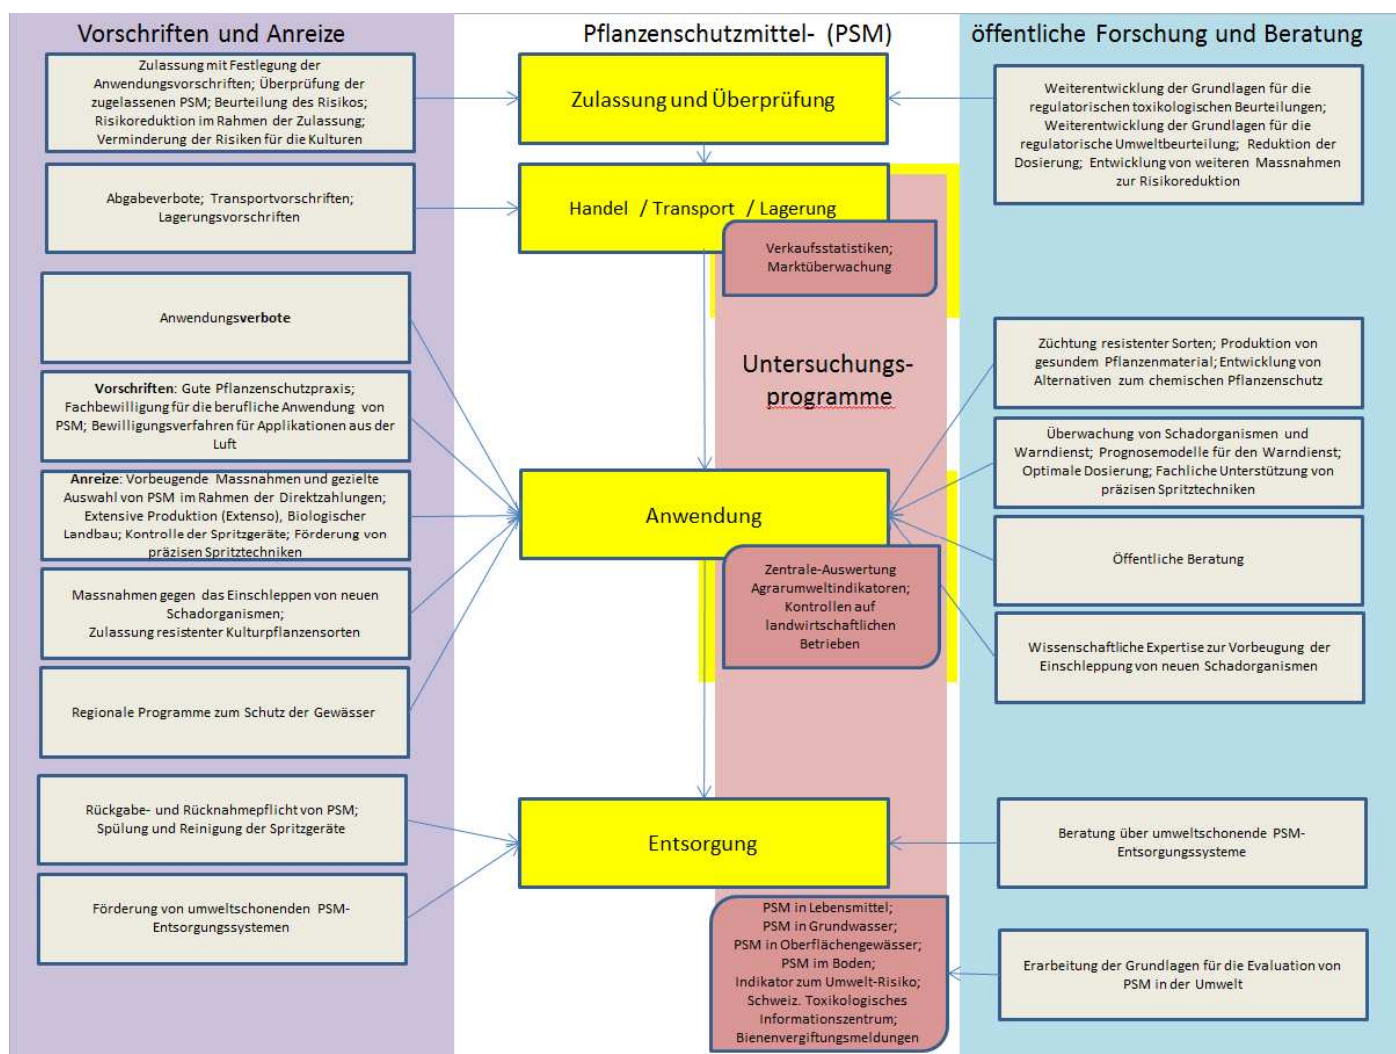 Vorschriften und Anreize
Zulassung mit Festlegung der
Anwendungsvorschriften; Überprüfung der
zugelassenen PSM; Beurteilung des Risikos;
Risikoreduktion im Rahmen der Zulassung;
Verminderung der Risiken für die Kulturen
Abgabeverbote; Transportvorschriften;
Lagerungsvorschriften
Anwendungsverbote
Vorschriften: Gute Pflanzenschutzpraxis;
Fachbewilligung für die berufliche Anwendung von
PSM; Bewilligungsverfahren für Applikationen aus der
Luft
Anreize: Vorbeugende Massnahmen und gezielte
Auswahl von PSM im Rahmen der Direktzahlungen;
Extensive Produktion (Extenso), Biologischer
Landbau; Kontrolle der Spritzgeräte; Förderung von
präzisen Spritztechniken
Massnahmen gegen das Einschleppen von neuen
Schadorganismen;
Zulassung resistenter Kulturpflanzensorten
Regionale Programme zum Schutz der Gewässer
Rückgabe- und Rücknahmepflicht von PSM;
Spülung und Reinigung der Spritzgeräte
Förderung von umweltschonenden PSM-
Entsorgungssystemen
Pflanzenschutzmittel- (PSM)
Zulassung und Überprüfung
Handel / Transport / Lagerung
Verkaufsstatistiken;
Marktüberwachung
Untersuchungs-
programme
Anwendung
Zentrale-Auswertung
Agrarumweltindikatoren;
Kontrollen auf
landwirtschaftlichen
Betrieben
Entsorgung
PSM in Lebensmittel;
PSM in Grundwasser;
PSM in Oberflächengewässer;
PSM im Boden;
Indikator zum Umwelt-Risiko;
Schweiz. Toxikologisches
Informationszentrum;
Bienenvergiftungsmeldungen
öffentliche Forschung und Beratung
Weiterentwicklung der Grundlagen für die
regulatorischen toxikologischen Beurteilungen;
Weiterentwicklung der Grundlagen für die
regulatorische Umweltbeurteilung; Reduktion der
Dosierung; Entwicklung von weiteren Massnahmen
zur Risikoreduktion
Züchtung resistenter Sorten; Produktion von
gesundem Pflanzenmaterial; Entwicklung von
Alternativen zum chemischen Pflanzenschutz
Überwachung von Schadorganismen und
Warndienst; Prognosemodelle für den Warndienst;
Optimale Dosierung; Fachliche Unterstützung von
präzisen Spritztechniken
Öffentliche Beratung
Wissenschaftliche Expertise zur Vorbeugung der
Einschleppung von neuen Schadorganismen
Beratung über umweltschonende PSM-
Entsorgungssysteme
Erarbeitung der Grundlagen für die Evaluation von
PSM in der Umwelt